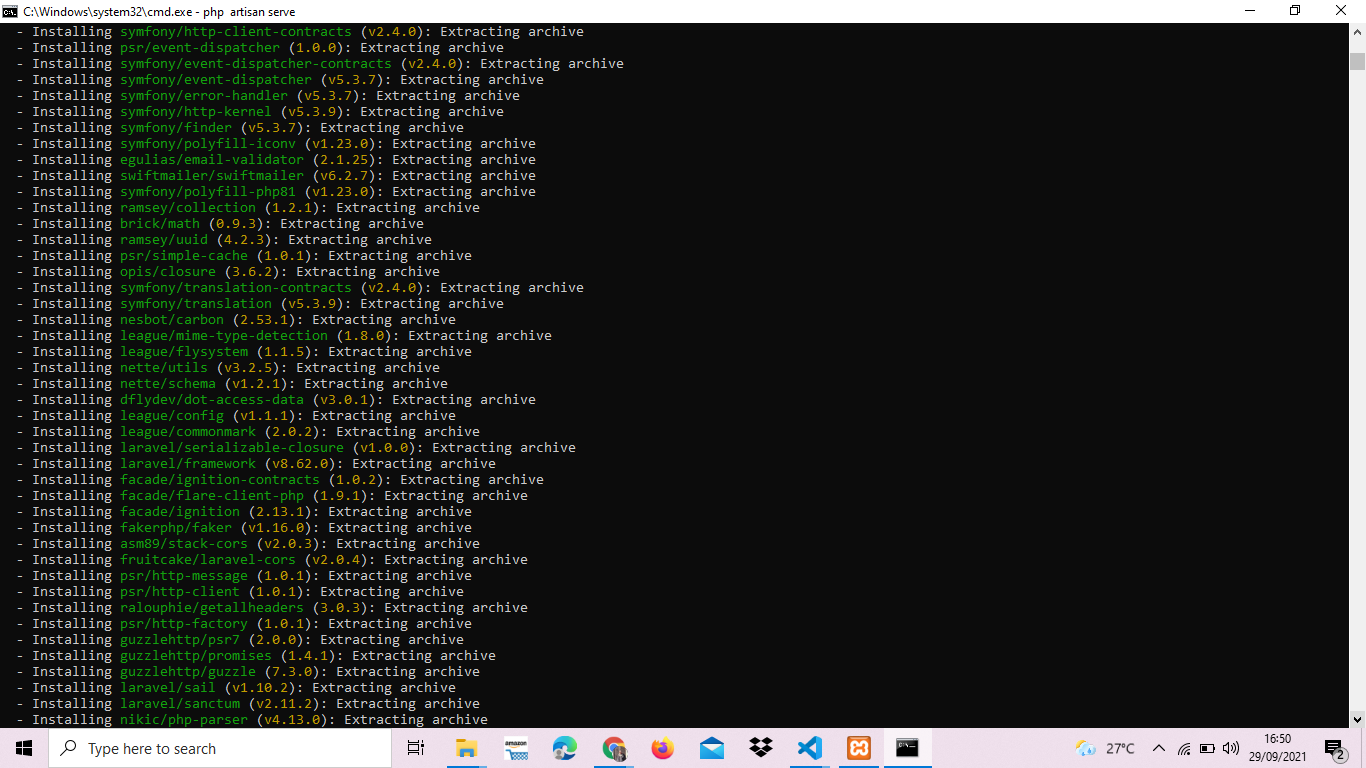 C:\Windows\system32\cmd.exe - php  artisan serve
- Installing symfony/http-client-contracts (v2.4.0): Extracting archive
- Installing psr/event-dispatcher (1.0.0): Extracting archive
- Installing symfony/event-dispatcher-contracts (v2.4.0): Extracting archive
- Installing symfony/event-dispatcher (v5.3.7): Extracting archive
- Installing symfony/error-handler (v5.3.7): Extracting archive
- Installing symfony/http-kernel (v5.3.9): Extracting archive
- Installing symfony/finder (v5.3.7): Extracting archive
- Installing symfony/polyfill-iconv (v1.23.0): Extracting archive
- Installing egulias/email-validator (2.1.25): Extracting archive
- Installing swiftmailer/swiftmailer (v6.2.7): Extracting archive
- Installing symfony/polyfill-php81 (v1.23.0): Extracting archive
- Installing ramsey/collection (1.2.1): Extracting archive
- Installing brick/math (0.9.3): Extracting archive
- Installing ramsey/uuid (4.2.3): Extracting archive
- Installing psr/simple-cache (1.0.1): Extracting archive
- Installing opis/closure (3.6.2): Extracting archive
- Installing symfony/translation-contracts (v2.4.0): Extracting archive
- Installing symfony/translation (v5.3.9): Extracting archive
- Installing nesbot/carbon (2.53.1): Extracting archive
- Installing league/mime-type-detection (1.8.0): Extracting archive
- Installing league/flysystem (1.1.5): Extracting archive
- Installing nette/utils (v3.2.5): Extracting archive
- Installing nette/schema (v1.2.1): Extracting archive
- Installing dflydev/dot-access-data (v3.0.1): Extracting archive
- Installing league/config (v1.1.1): Extracting archive
- Installing league/commonmark (2.0.2): Extracting archive
- Installing laravel/serializable-closure (v1.0.0): Extracting archive
- Installing laravel/framework (v8.62.0): Extracting archive
- Installing facade/ignition-contracts (1.0.2): Extracting archive
- Installing facade/flare-client-php (1.9.1): Extracting archive
- Installing facade/ignition (2.13.1): Extracting archive
- Installing fakerphp/faker (v1.16.0): Extracting archive
- Installing asm89/stack-cors (v2.0.3): Extracting archive
- Installing fruitcake/laravel-cors (v2.0.4): Extracting archive
- Installing psr/http-message (1.0.1): Extracting archive
- Installing psr/http-client (1.0.1): Extracting archive
- Installing ralouphie/getallheaders (3.0.3): Extracting archive
- Installing psr/http-factory (1.0.1): Extracting archive
- Installing guzzlehttp/psr7 (2.0.0): Extracting archive
- Installing guzzlehttp/promises (1.4.1): Extracting archive
- Installing guzzlehttp/guzzle (7.3.0): Extracting archive
- Installing laravel/sail (v1.10.2): Extracting archive
- Installing laravel/sanctum (v2.11.2): Extracting archive
- Installing nikic/php-parser (v4.13.0): Extracting archive
Type here to search
amazon
27°C
16:50
29/09/2021
2